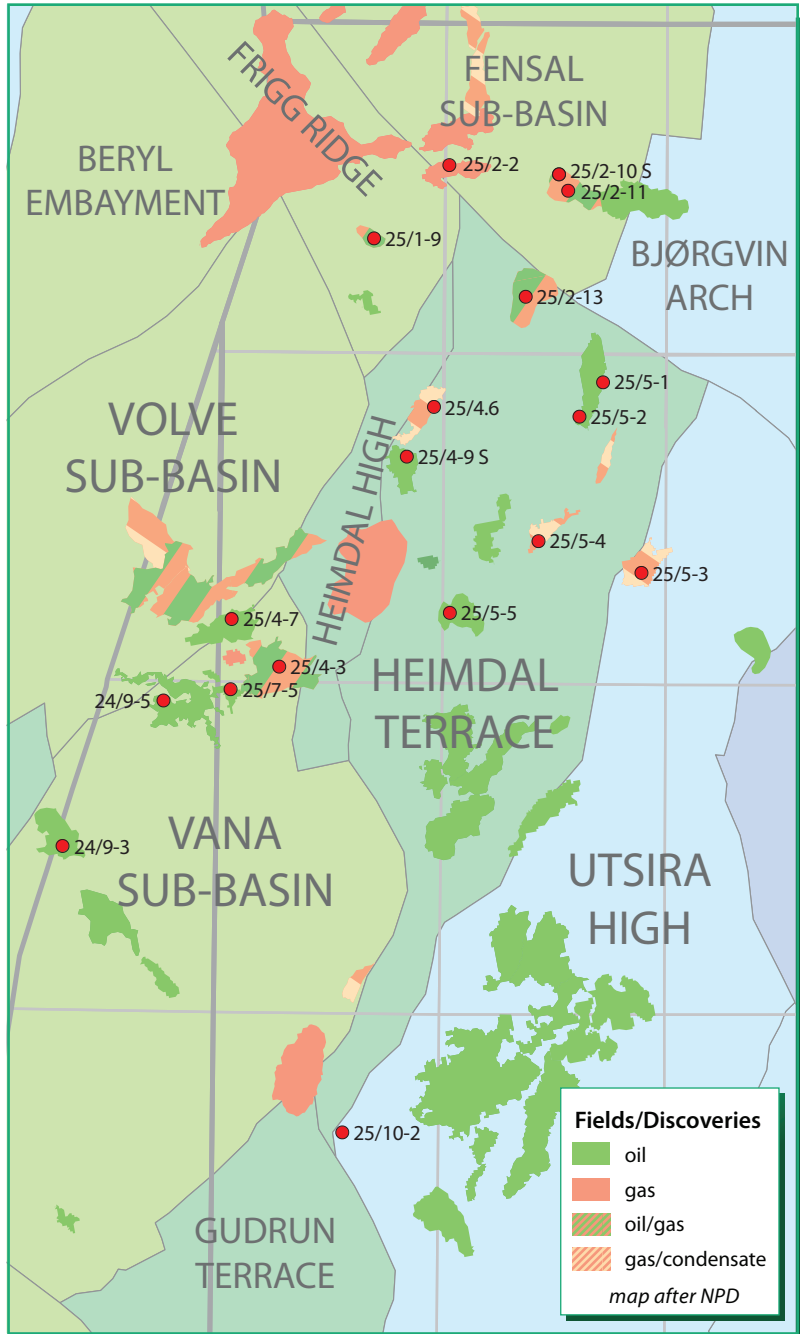 FRIGG RIDGE
FENSAL
SUB-BASIN
BERYL
EMBAYMENT
25/2-2
25/2-10 S
25/2-11
25/1-9
BJØRGVIN
ARCH
25/2-13
25/5-1
25/4.6
25/5-2
VOLVE
SUB-BASIN
HEIMDAL HIGH
25/4-9 S
25/5-4
25/5-3
25/5-5
25/4-7
25/4-3
25/7-5
24/9-5
HEIMDAL
TERRACE
24/9-3
VANA
SUB-BASIN
UTSIRA
HIGH
25/10-2
GUDRUN
TERRACE
Fields/Discoveries
oil
gas
oil/gas
gas/condensate
map after NPD